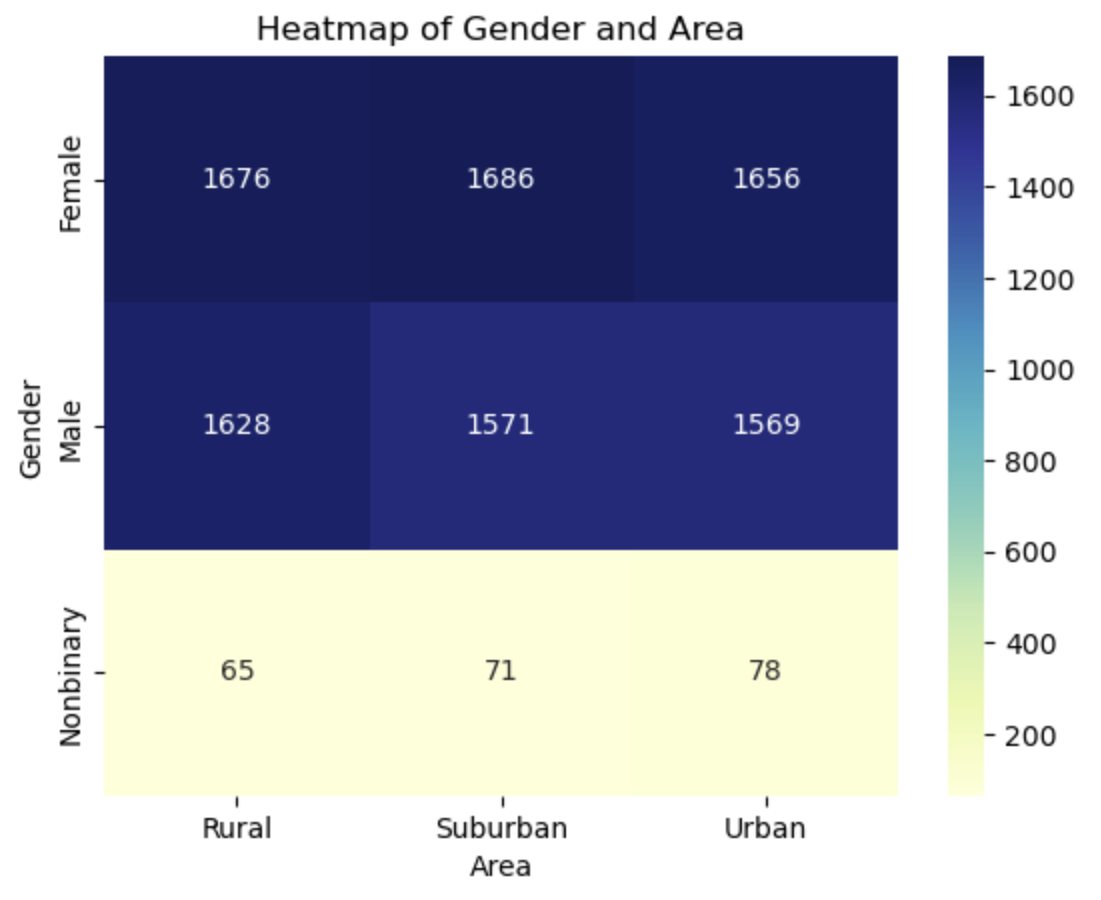 Heatmap of Gender and Area
Gender
Female
1676 1686 1656
Male
1628 1571 1569
Nonbinary
65 71 78
Rural Suburban Urban
Area
1600
1400
1200
1000
800
600
400
200